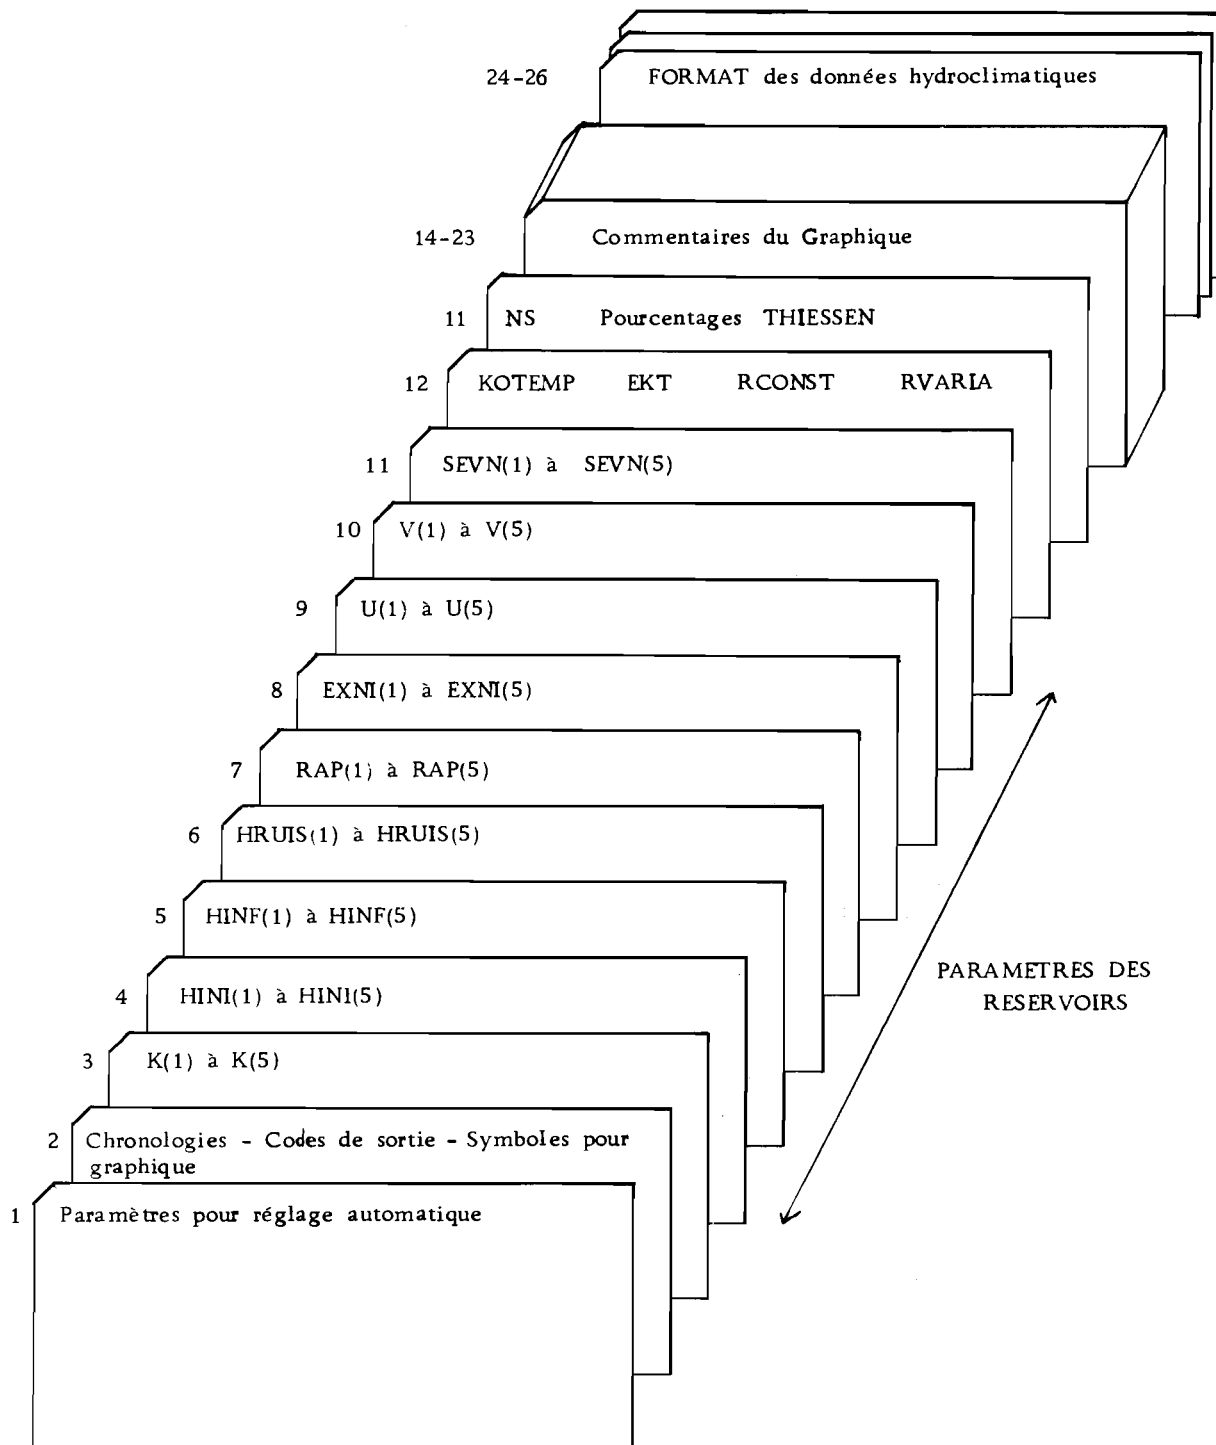 24-26 FORMAT des données hydroclimatiques
14-23 Commentaires du Graphique
11 NS Pourcentages THIESSEN
12 KOTEMP EKT RCONST RVARIA
11 SEVN(1) à SEVN(5)
10 V(1) à V(5)
9 U(1) à U(5)
8 EXNI(1) à EXNI(5)
7 RAP(1) à RAP(5)
6 HRUIS(1) à HRUIS(5)
5 HINF(1) à HINF(5)
4 HINI(1) à HINI(5)
3 K(1) à K(5)
2 Chronologies - Codes de sortie - Symboles pour
graphique
1 Paramètres pour réglage automatique
PARAMETRES DES
RESERVOIRS